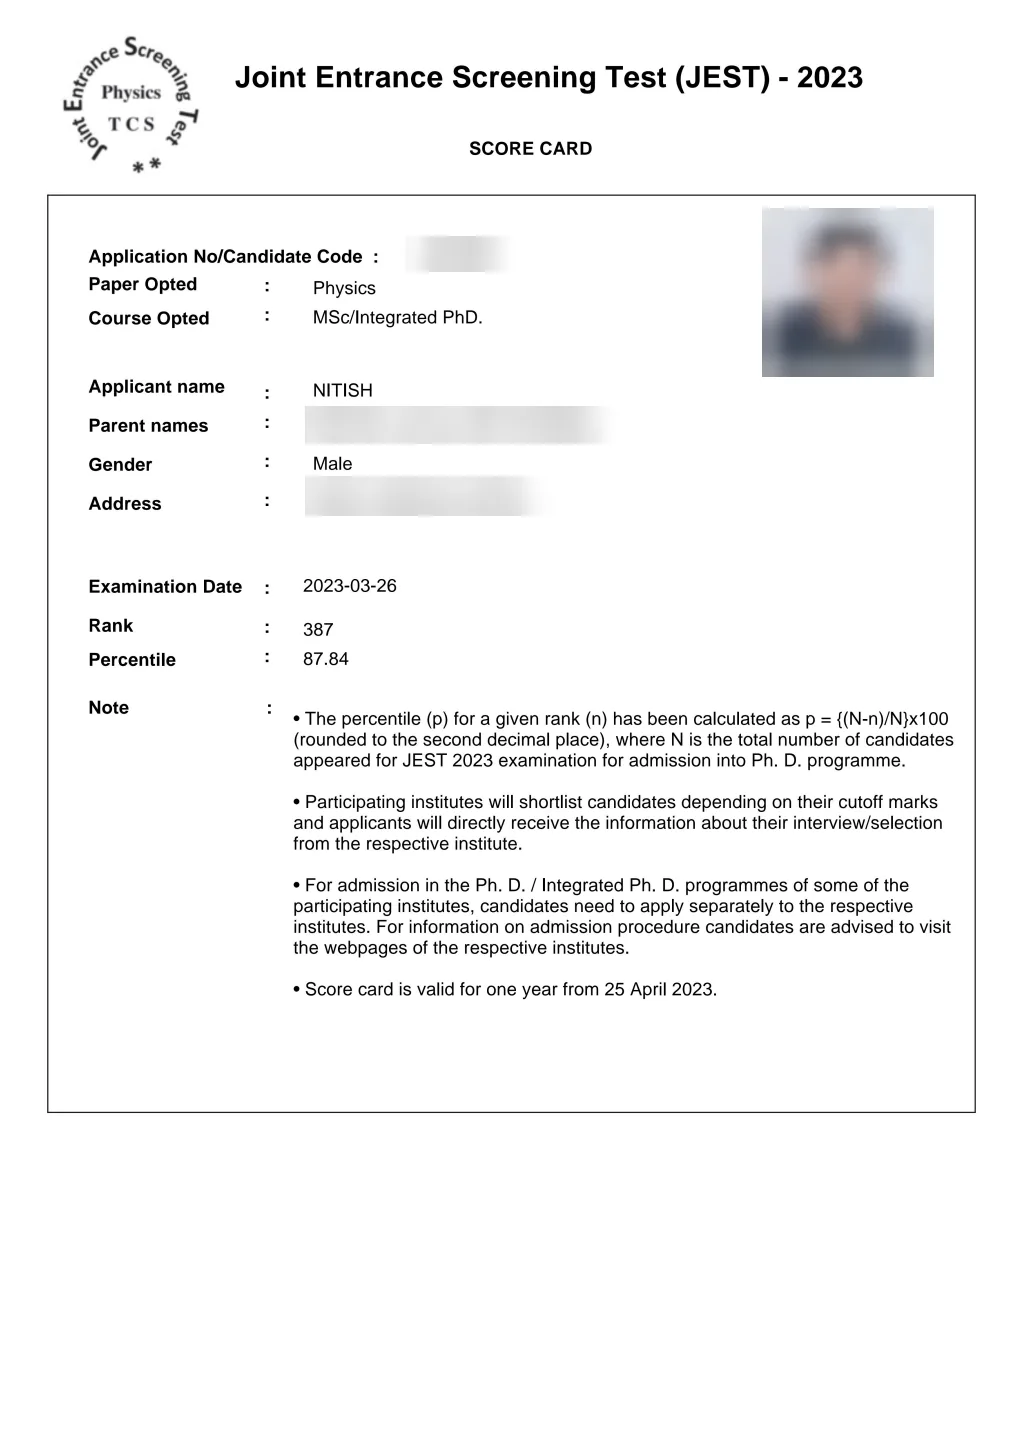 Joint Entrance Screening Test
Physics
TCS
**
Joint Entrance Screening Test (JEST) - 2023
SCORE CARD
Application No/Candidate Code :
Paper Opted : Physics
Course Opted : MSc/Integrated PhD.
Applicant name : NITISH
Parent names :
Gender : Male
Address :
Examination Date : 2023-03-26
Rank : 387
Percentile : 87.84
Note : • The percentile (p) for a given rank (n) has been calculated as p = {(N-n)/N}x100
(rounded to the second decimal place), where N is the total number of candidates
appeared for JEST 2023 examination for admission into Ph. D. programme.
• Participating institutes will shortlist candidates depending on their cutoff marks
and applicants will directly receive the information about their interview/selection
from the respective institute.
• For admission in the Ph. D. / Integrated Ph. D. programmes of some of the
participating institutes, candidates need to apply separately to the respective
institutes. For information on admission procedure candidates are advised to visit
the webpages of the respective institutes.
• Score card is valid for one year from 25 April 2023.